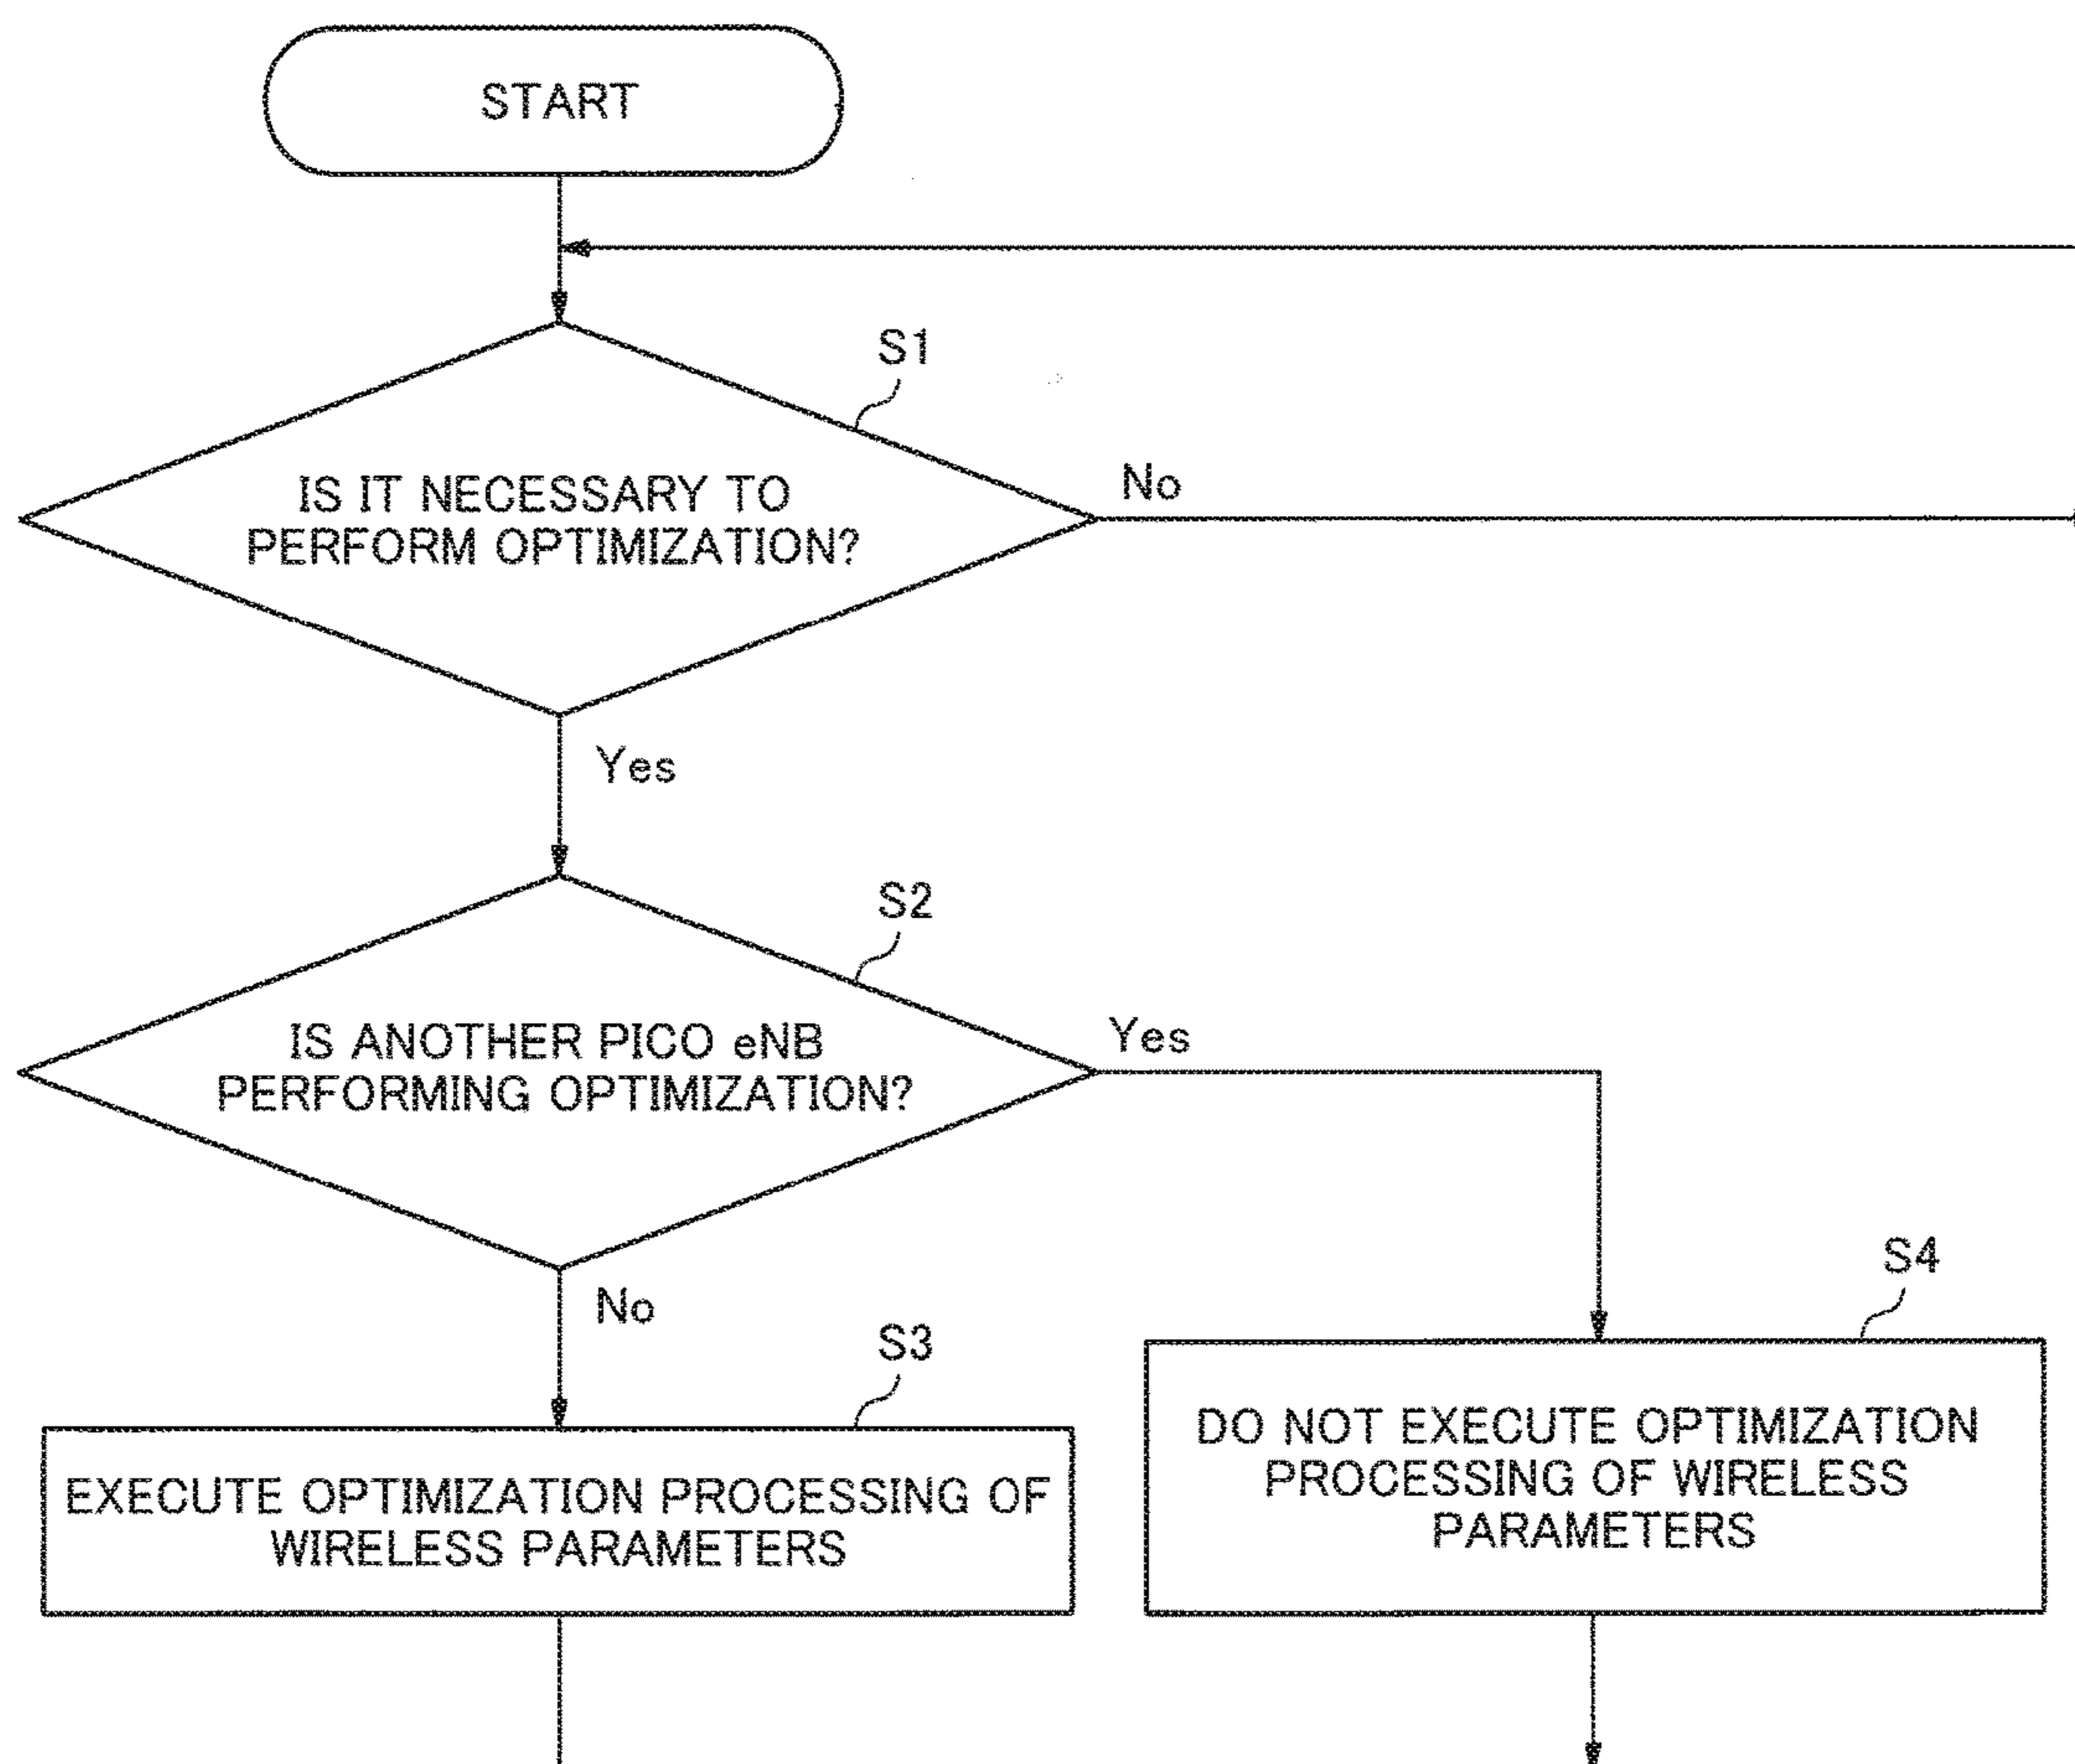 START
S1
IS IT NECESSARY TO
PERFORM OPTIMIZATION?
No
Yes
S2
IS ANOTHER PICO eNB
PERFORMING OPTIMIZATION?
Yes
No
S3
EXECUTE OPTIMIZATION PROCESSING OF
WIRELESS PARAMETERS
S4
DO NOT EXECUTE OPTIMIZATION
PROCESSING OF WIRELESS
PARAMETERS